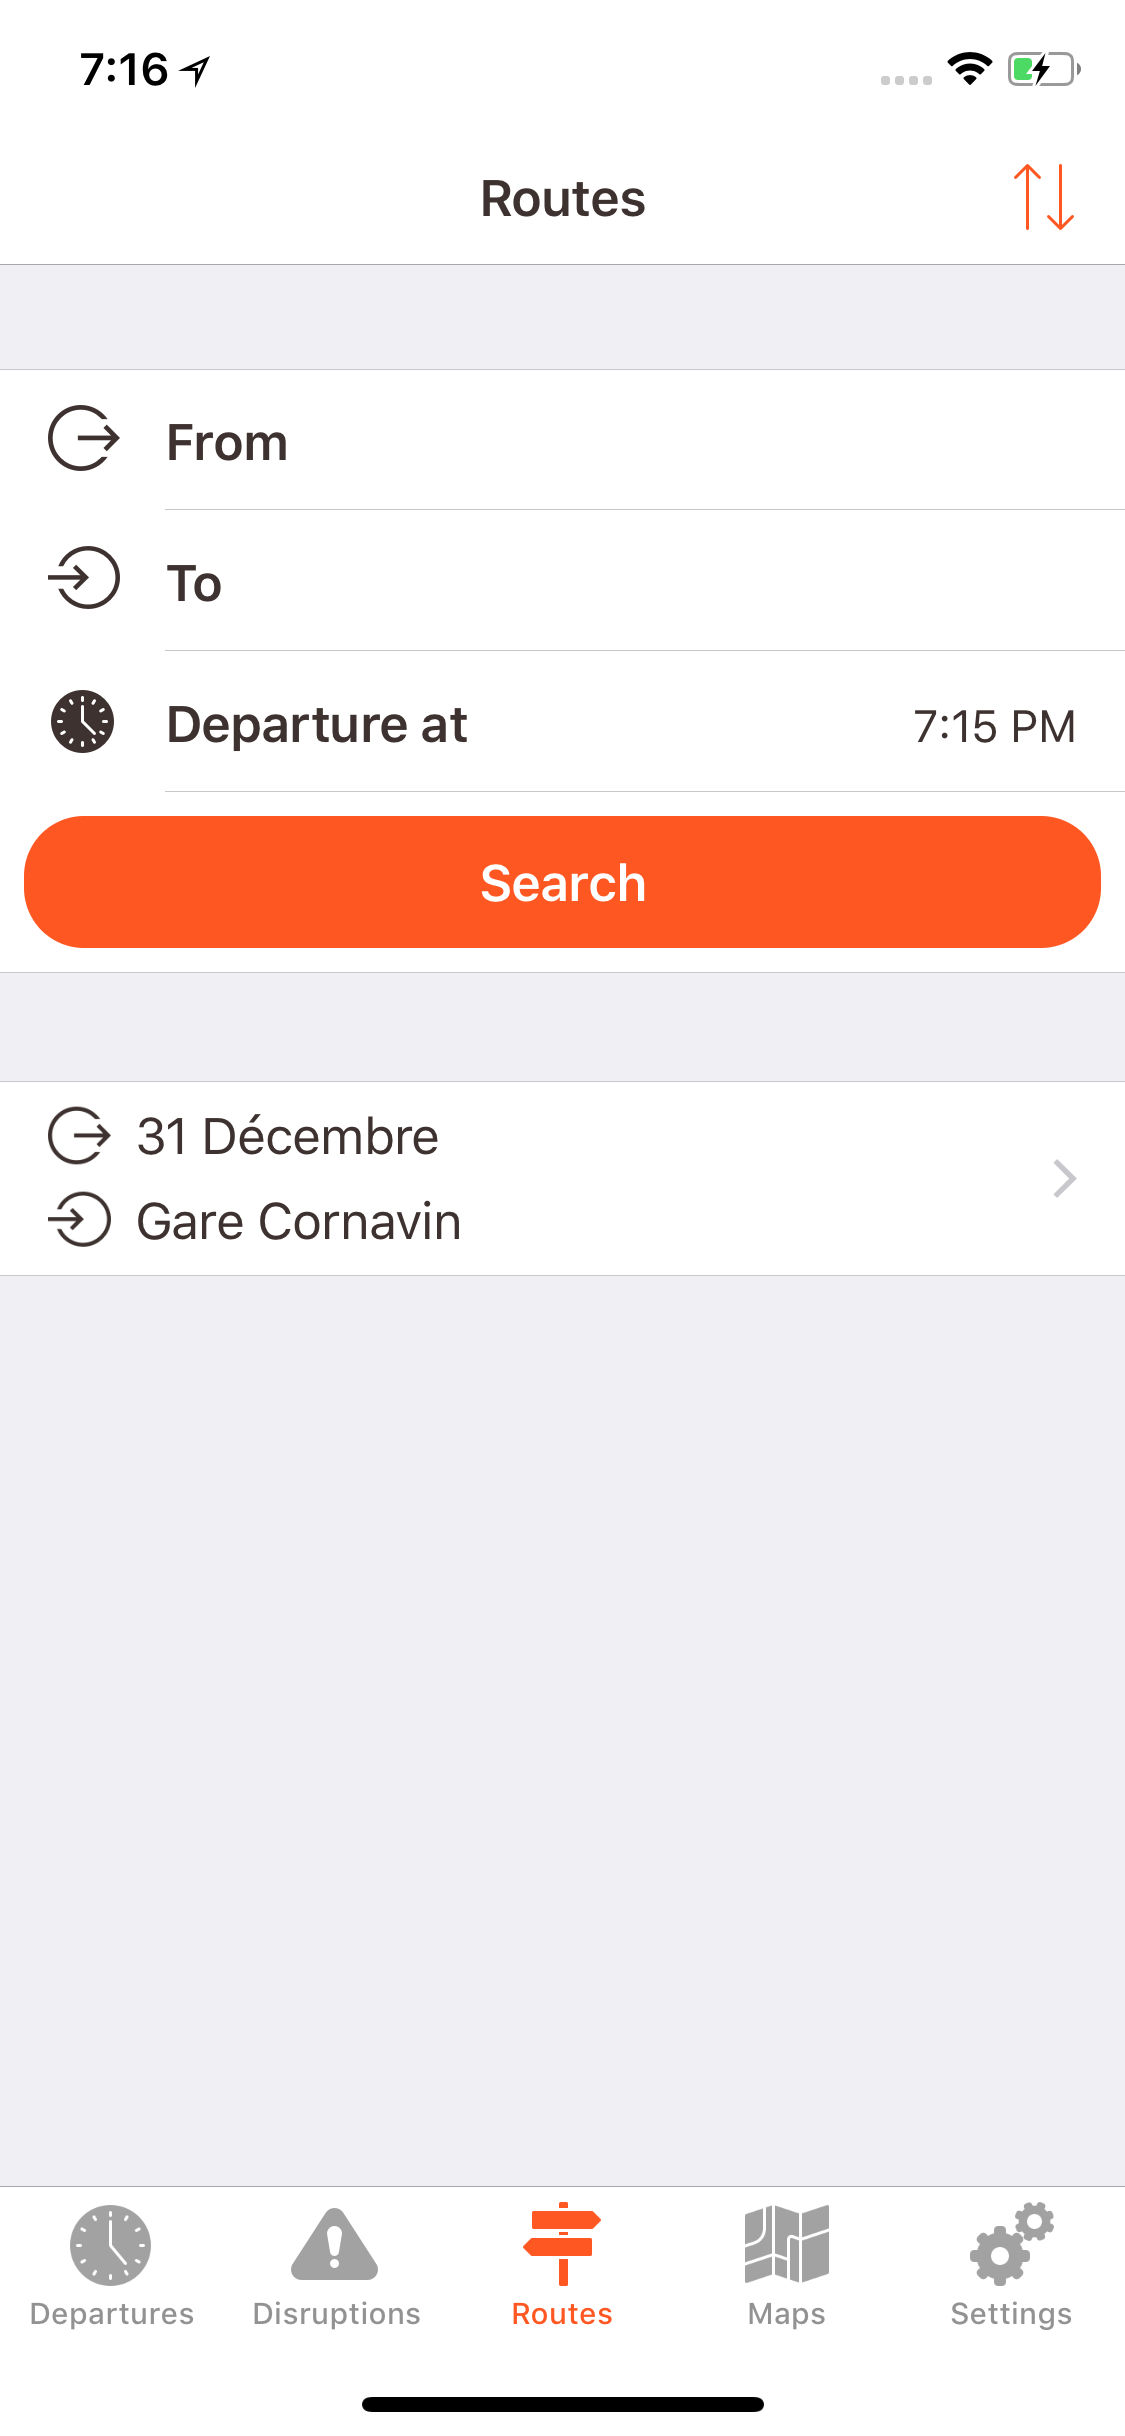 7:16
Routes
From
To
Departure at 7:15 PM
Search
31 Décembre
Gare Cornavin
Departures Disruptions Routes Maps Settings